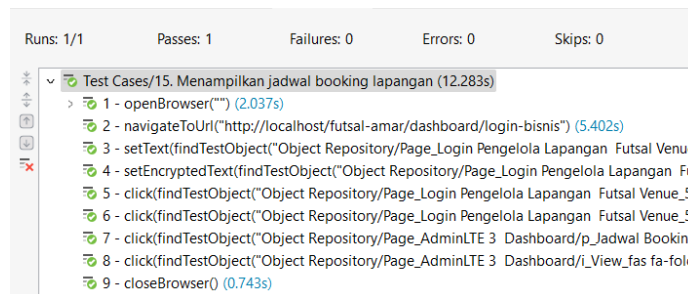 Runs: 1/1 Passes: 1 Failures: 0 Errors: 0 Skips: 0
Test Cases/15. Menampilkan jadwal booking lapangan (12.283s)
1 - openBrowser("") (2.037s)
2 - navigateToUrl("http://localhost/futsal-amar/dashboard/login-bisnis") (5.402s)
3 - setText(findTestObject("Object Repository/Page_Login Pengelola Lapangan  Futsal Venue_
4 - setEncryptedText(findTestObject("Object Repository/Page_Login Pengelola Lapangan  Fu
5 - click(findTestObject("Object Repository/Page_Login Pengelola Lapangan  Futsal Venue_5
6 - click(findTestObject("Object Repository/Page_Login Pengelola Lapangan  Futsal Venue_5
7 - click(findTestObject("Object Repository/Page_AdminLTE 3  Dashboard/p_Jadwal Bookin
8 - click(findTestObject("Object Repository/Page_AdminLTE 3  Dashboard/i_View_fas fa-fol
9 - closeBrowser() (0.743s)